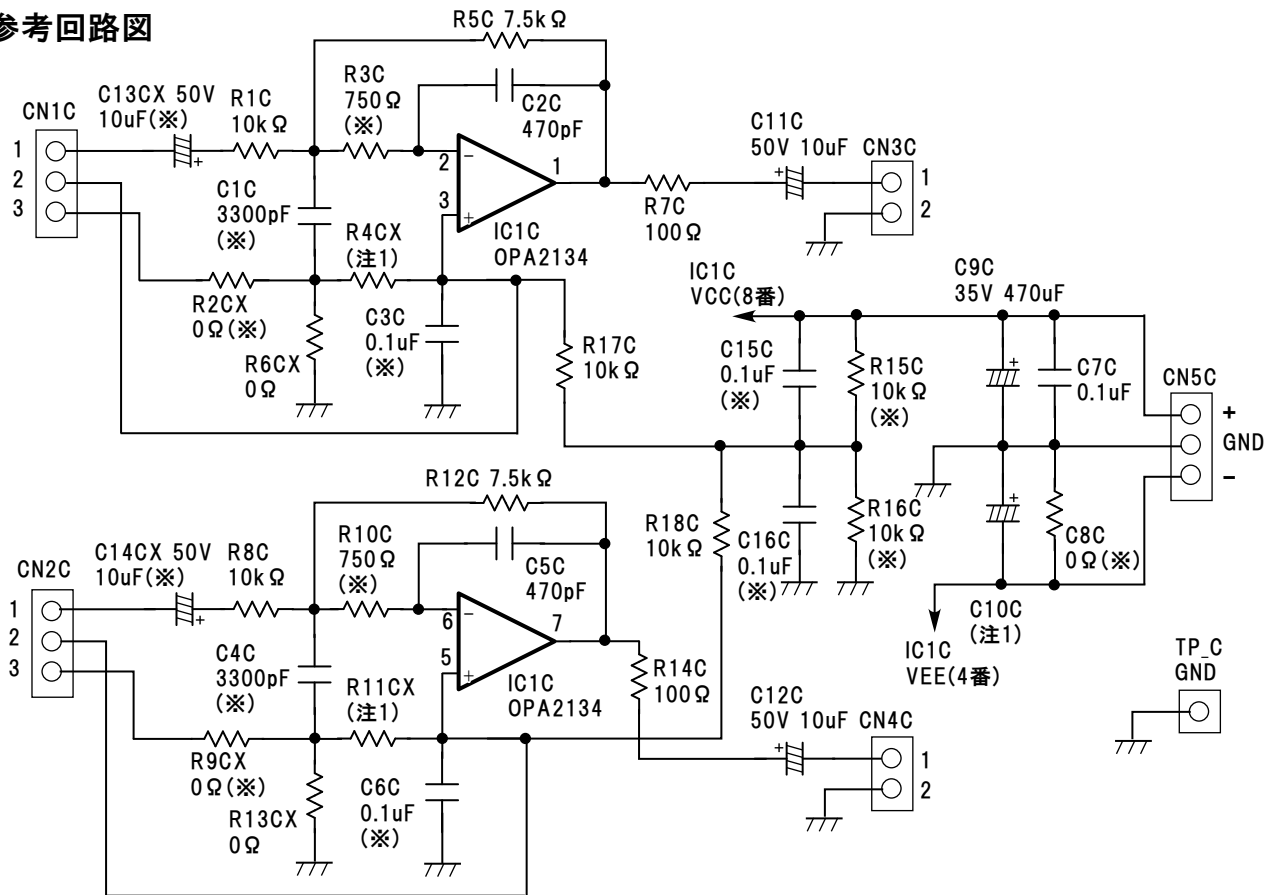 参考回路図
R5C 7.5kΩ
R3C
750Ω
(※)
C2C
470pF
C13CX 50V
10uF(※)
R1C
10kΩ
CN1C
1
2
3
+
C1C
3300pF
(※)
R4CX
(注1)
2
−
3
+
1
IC1C
OPA2134
R7C
100Ω
C11C
50V 10uF
+
CN3C
1
2
R2CX
0Ω(※)
R6CX
0Ω
C3C
0.1uF
(※)
R17C
10kΩ
IC1C
VCC(8番)
C9C
35V 470uF
C15C
0.1uF
(※)
R15C
10kΩ
(※)
+
C7C
0.1uF
CN5C
+
GND
−
R18C
10kΩ
C16C
0.1uF
(※)
R16C
10kΩ
(※)
+
C8C
0Ω(※)
C10C
(注1)
IC1C
VEE(4番)
R12C 7.5kΩ
R10C
750Ω
(※)
C5C
470pF
C14CX 50V
10uF(※)
R8C
10kΩ
CN2C
1
2
3
+
C4C
3300pF
(※)
R11CX
(注1)
6
−
5
+
7
IC1C
OPA2134
R14C
100Ω
C12C
50V 10uF
+
CN4C
1
2
R9CX
0Ω(※)
R13CX
0Ω
C6C
0.1uF
(※)
TP_C
GND